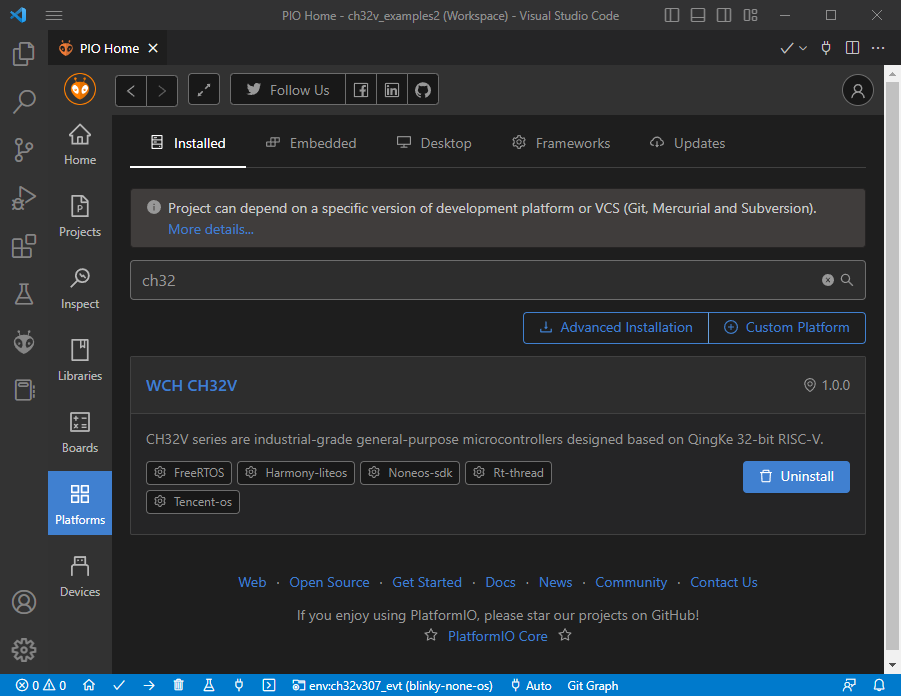 PIO Home - ch32v_examples2 (Workspace) - Visual Studio Code
PIO Home
Follow Us
Home
Projects
Inspect
Libraries
Boards
Platforms
Devices
Installed
Embedded
Desktop
Frameworks
Updates
Project can depend on a specific version of development platform or VCS (Git, Mercurial and Subversion).
More details...
ch32
Advanced Installation
Custom Platform
WCH CH32V
1.0.0
CH32V series are industrial-grade general-purpose microcontrollers designed based on QingKe 32-bit RISC-V.
FreeRTOS
Harmony-liteos
Noneos-sdk
Rt-thread
Tencent-os
Uninstall
Web · Open Source · Get Started · Docs · News · Community · Contact Us
If you enjoy using PlatformIO, please star our projects on GitHub!
PlatformIO Core
0 0 env:ch32v307_evt (blinky-none-os) Auto Git Graph